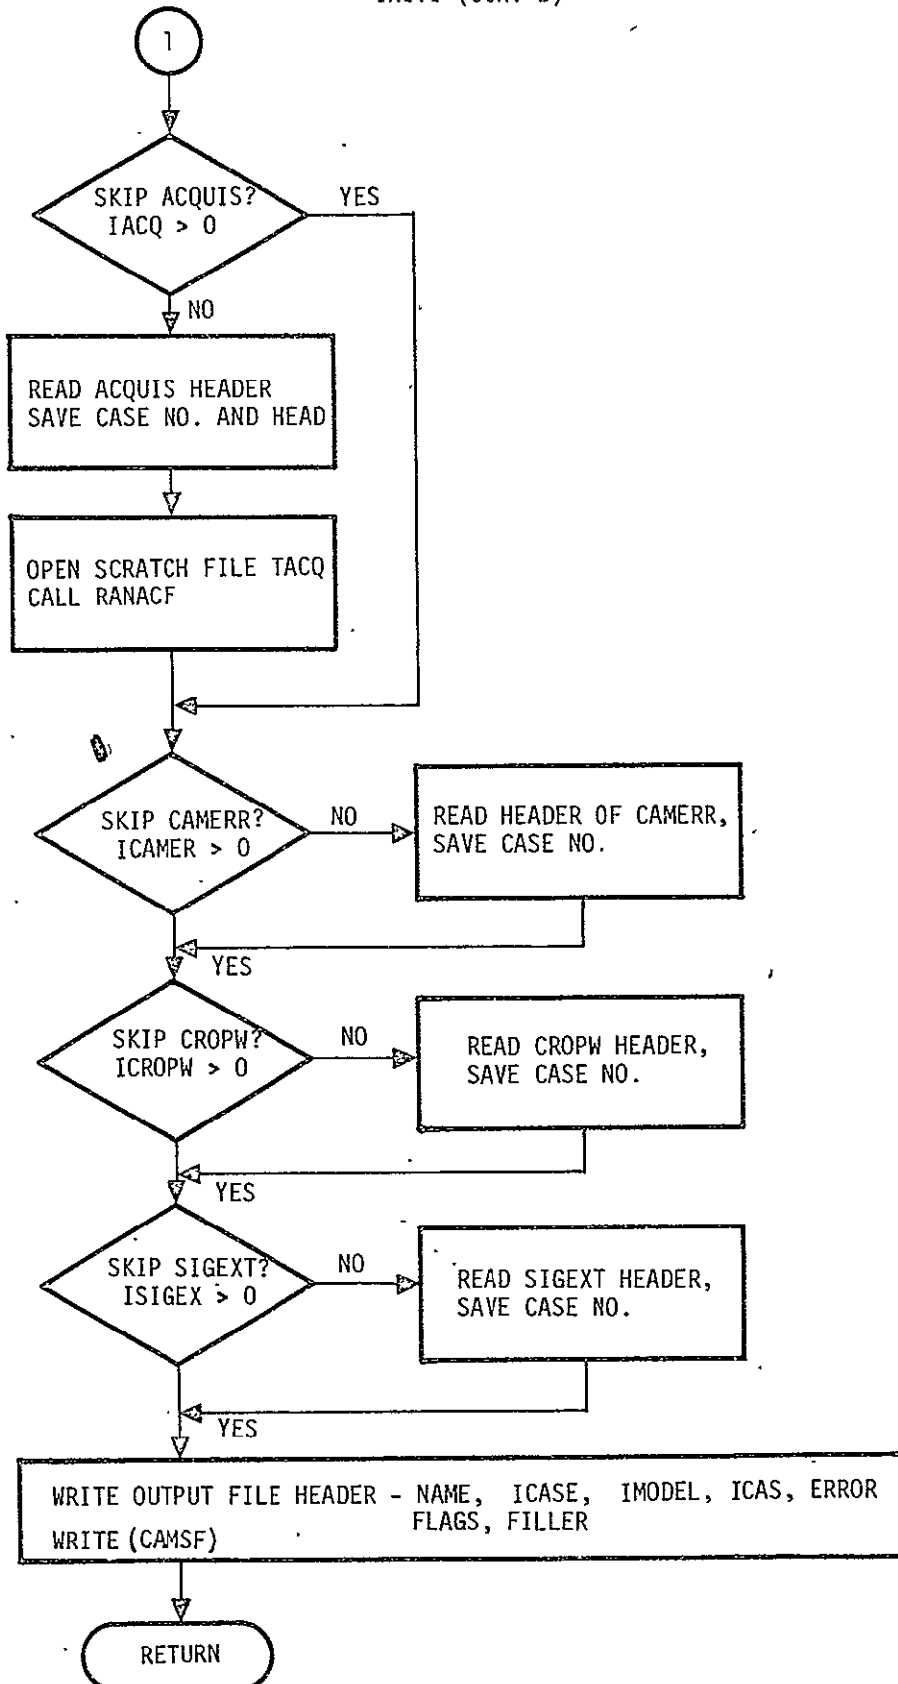 1
SKIP ACQUIS?
IACQ > 0
YES
NO
READ ACQUIS HEADER
SAVE CASE NO. AND HEAD
OPEN SCRATCH FILE TACQ
CALL RANACF
SKIP CAMERR?
ICAMER > 0
NO
READ HEADER OF CAMERR,
SAVE CASE NO.
YES
SKIP CROPW?
ICROPW > 0
NO
READ CROPW HEADER,
SAVE CASE NO.
YES
SKIP SIGEXT?
ISIGEX > 0
NO
READ SIGEXT HEADER,
SAVE CASE NO.
YES
WRITE OUTPUT FILE HEADER - NAME, ICASE, IMODEL, ICAS, ERROR
FLAGS, FILLER
WRITE (CAMSF)
RETURN